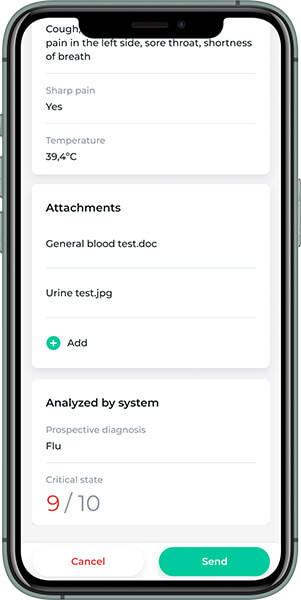 Cough,
pain in the left side, sore throat, shortness
of breath
Sharp pain
Yes
Temperature
39,4°C
Attachments
General blood test.doc
Urine test.jpg
Add
Analyzed by system
Prospective diagnosis
Flu
Critical state
9 / 10
Cancel
Send